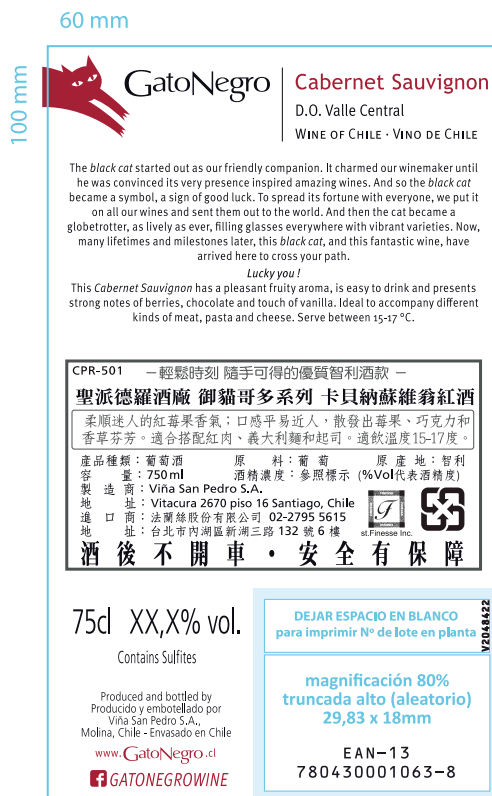 60 mm
100 mm
GatoNegro
Cabernet Sauvignon
D.O. Valle Central
WINE OF CHILE · VINO DE CHILE
The black cat started out as our friendly companion. It charmed our winemaker until
he was convinced its very presence inspired amazing wines. And so the black cat
became a symbol, a sign of good luck. To spread its fortune with everyone, we put it
on all our wines and sent them out to the world. And then the cat became a
globetrotter, as lively as ever, filling glasses everywhere with vibrant varieties. Now,
many lifetimes and milestones later, this black cat, and this fantastic wine, have
arrived here to cross your path.
Lucky you !
This Cabernet Sauvignon has a pleasant fruity aroma, is easy to drink and presents
strong notes of berries, chocolate and touch of vanilla. Ideal to accompany different
kinds of meat, pasta and cheese. Serve between 15-17 °C.
CPR-501 －輕鬆時刻 隨手可得的優質智利酒款－
聖派德羅酒廠 御貓哥多系列 卡貝納蘇維翁紅酒
柔順迷人的紅莓果香氣；口感平易近人，散發出莓果、巧克力和
香草芬芳。適合搭配紅肉、義大利麵和起司。適飲溫度15-17度。
產品種類：葡萄酒 原料：葡萄 原產地：智利
容量：750ml 酒精濃度：參照標示 (%Vol代表酒精度)
製造商：Viña San Pedro S.A.
地址：Vitacura 2670 piso 16 Santiago, Chile
進口商：法蘭絲股份有限公司 02-2795 5615
地址：台北市內湖區新湖三路 132 號 6 樓
st.Finesse Inc.
酒後不開車・安全有保障
75cl XX,X% vol.
Contains Sulfites
Produced and bottled by
Producido y embotellado por
Viña San Pedro S.A.,
Molina, Chile - Envasado en Chile
www.GatoNegro.cl
GATONEGROWINE
DEJAR ESPACIO EN BLANCO
para imprimir Nº de lote en planta
V2048422
magnificación 80%
truncada alto (aleatorio)
29,83 x 18mm
EAN-13
780430001063-8